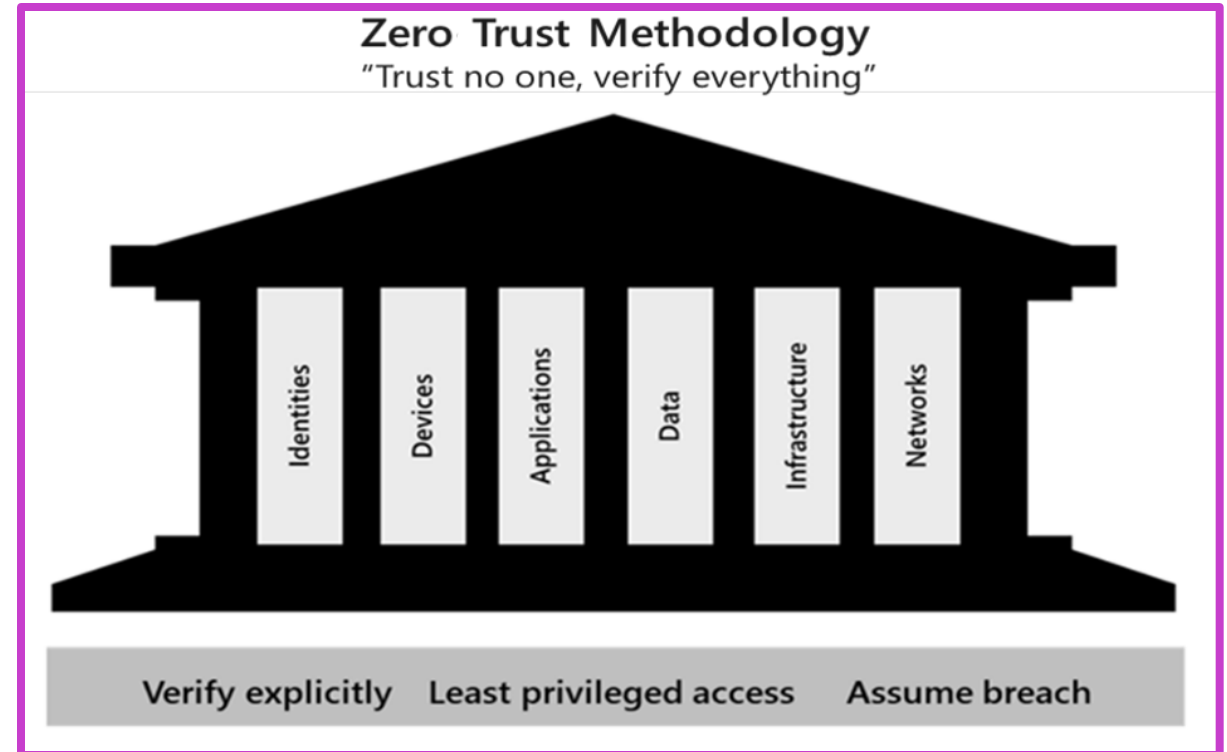 Zero Trust Methodology
"Trust no one, verify everything"
Identities
Devices
Applications
Data
Infrastructure
Networks
Verify explicitly Least privileged access Assume breach